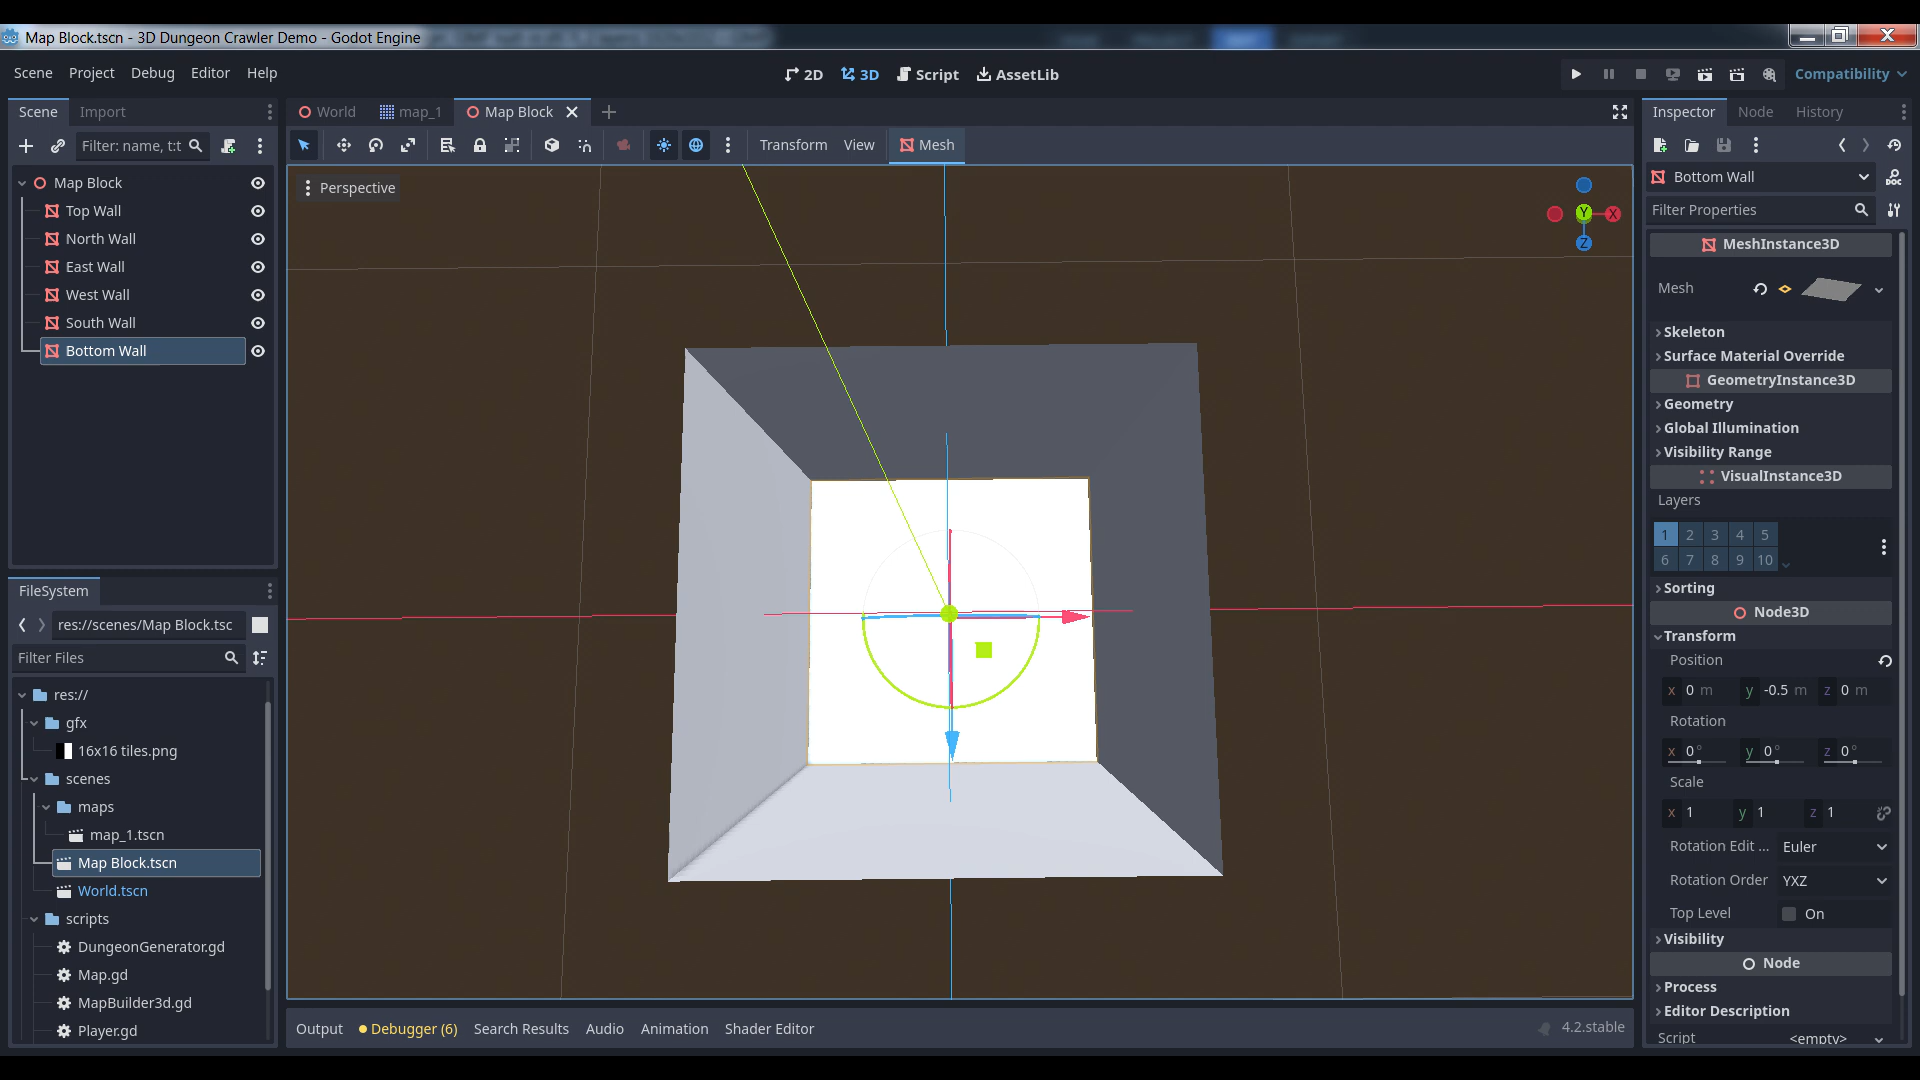 Map Block.tscn - 3D Dungeon Crawler Demo - Godot Engine
Scene Project Debug Editor Help
2D 3D Script AssetLib
Compatibility
Scene Import
World map_1 Map Block
Inspector Node History
Filter: name, t:t
Transform View Mesh
Map Block
Top Wall
North Wall
East Wall
West Wall
South Wall
Bottom Wall
Perspective
Y X
Z
Bottom Wall
Filter Properties
MeshInstance3D
Mesh
Skeleton
Surface Material Override
GeometryInstance3D
Geometry
Global Illumination
Visibility Range
VisualInstance3D
Layers
1 2 3 4 5
6 7 8 9 10
Sorting
Node3D
Transform
Position
x 0 m y -0.5 m z 0 m
Rotation
x 0° y 0° z 0°
Scale
x 1 y 1 z 1
Rotation Edit ... Euler
Rotation Order YXZ
Top Level On
Visibility
Node
Process
Editor Description
Script <empty>
FileSystem
res://scenes/Map Block.tsc
Filter Files
res://
gfx
16x16 tiles.png
scenes
maps
map_1.tscn
Map Block.tscn
World.tscn
scripts
DungeonGenerator.gd
Map.gd
MapBuilder3d.gd
Player.gd
Output Debugger (6) Search Results Audio Animation Shader Editor
4.2.stable